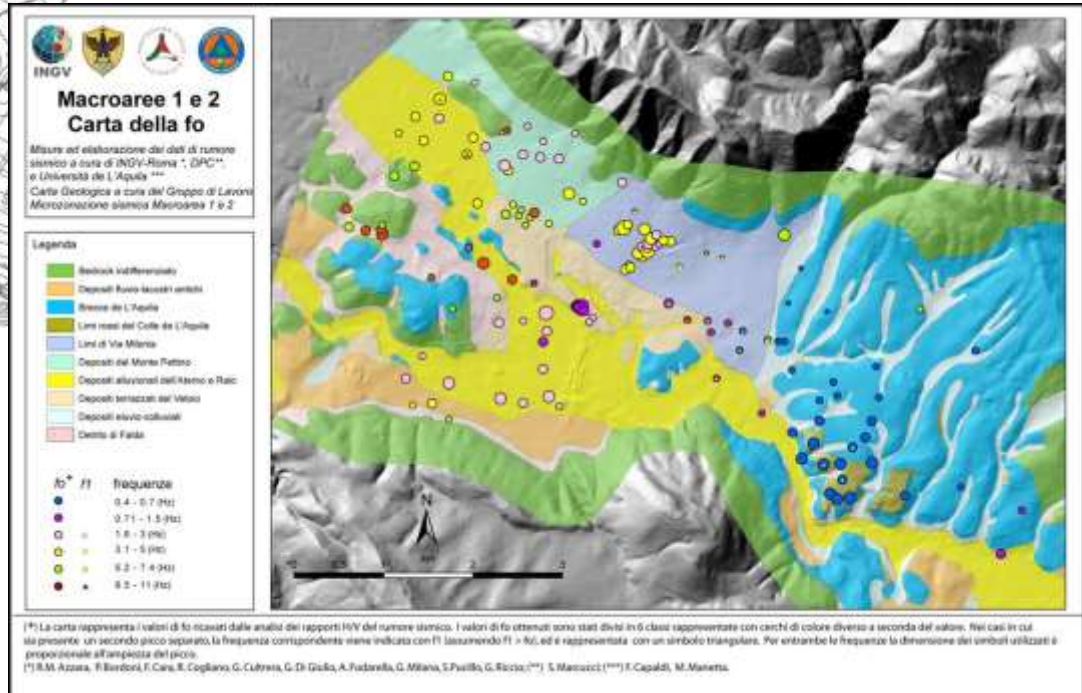 INGV
Macroaree 1 e 2
Carta della fo
Misure ed elaborazione dei dati di rumore
sismico a cura di INGV-Roma *, DPC**,
e Università de L'Aquila ***
Carte Geologica a cura del Gruppo di Lavoro
Microzonazione sismica Macroarea 1 e 2
Legenda
Bedrock indifferenziato
Depositi fluvio-lacustri antichi
Brecce de L'Aquila
Limi rossi del Colle de L'Aquila
Limi di Via Milonia
Depositi del Monte Pettino
Depositi alluvionali dell'Aterno e Raio
Depositi terrazzati del Vetoio
Depositi eluvio-colluviali
Detrito di Falda
fo+ f1 frequenze
0.4 - 0.7 (Hz)
0.71 - 1.5 (Hz)
1.6 - 3 (Hz)
3.1 - 5 (Hz)
5.2 - 7.4 (Hz)
8.5 - 11 (Hz)
N
(*) La carta rappresenta i valori di fo ricavati dalle analisi dei rapporti H/V del rumore sismico. I valori di fo ottenuti sono stati divisi in 6 classi rappresentate con cerchi di colore diverso a seconda del valore. Nei casi in cui
sia presente un secondo picco separato, la frequenza corrispondente viene indicata con f1 (assumendo f1 > fo), ed è rappresentata con un simbolo triangolare. Per entrambe le frequenze la dimensione dei simboli utilizzati è
proporzionale all'ampiezza del picco.
(*) R.M. Azzara, P. Bordoni, F. Cara, R. Cogliano, G. Cultrera, G. Di Giulio, A. Fodarella, G. Milana, S. Pucillo, G. Riccio; (**) S. Marcucci; (***) F. Capaldi, M. Manetta.